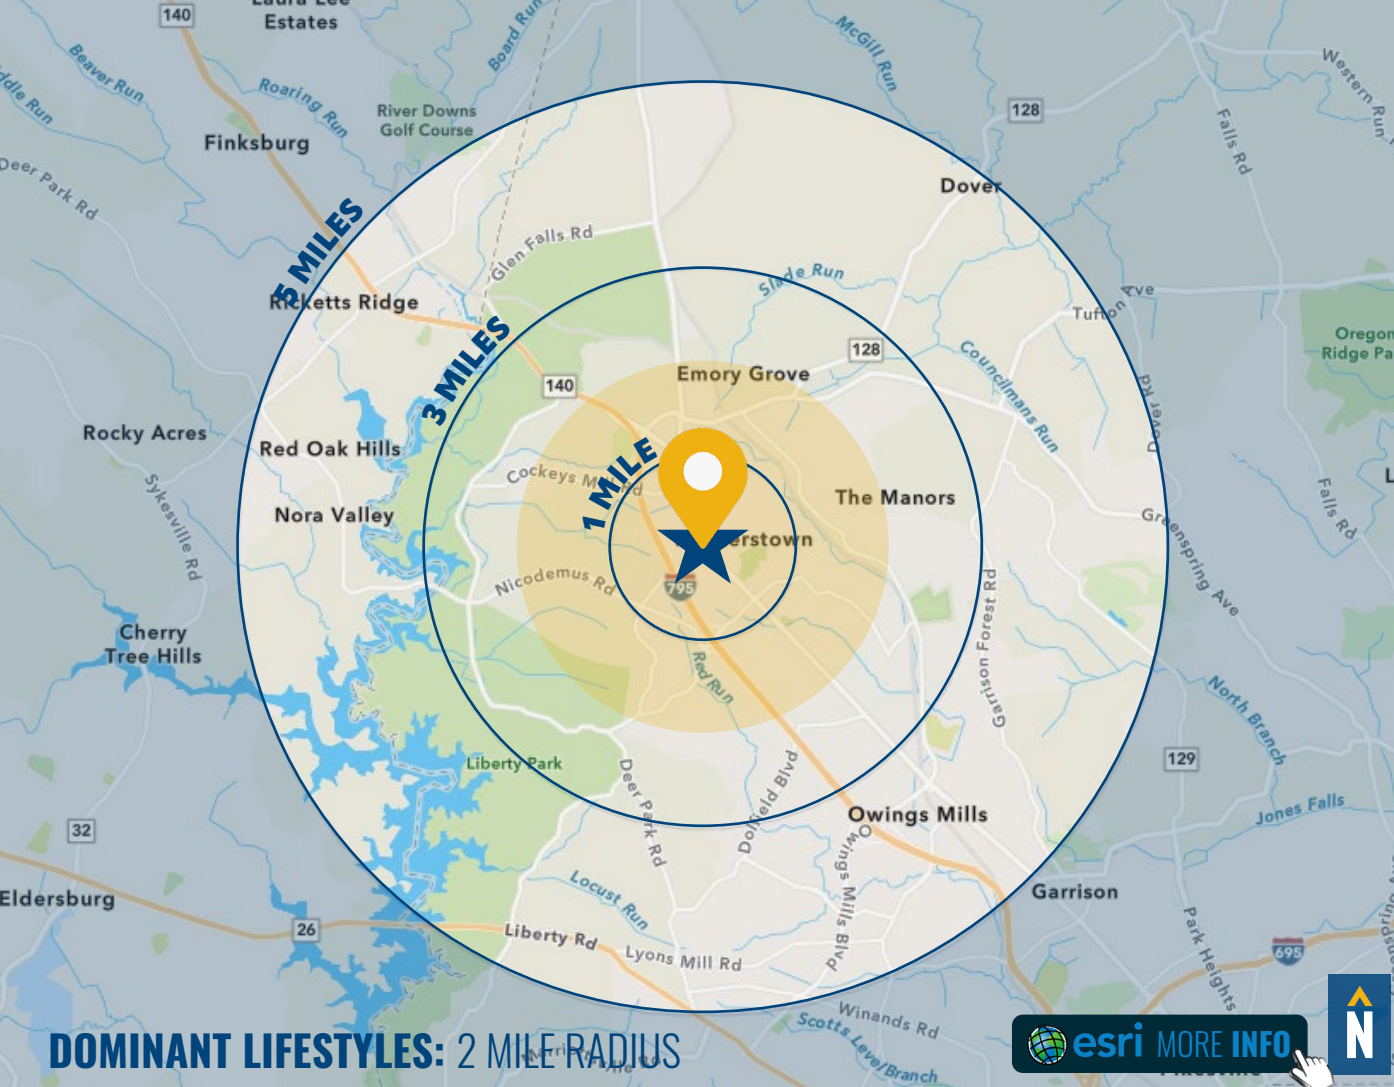 Laura Lee
Estates
140
Beaver Run
Board Run
McGill Run
Western Run
Roaring Run
River Downs
Golf Course
128
Falls Rd
Finksburg
Deer Park Rd
Dover
5 MILES
Glen Falls Rd
Slade Run
Ricketts Ridge
Tufton Ave
3 MILES
128
Oregon
Ridge Pa
Councilmans Run
Emory Grove
140
Dover Rd
Rocky Acres
Red Oak Hills
1 MILE
Cockeys M nd
The Manors
Sykesville Rd
Nora Valley
Falls Rd
Greenspring Ave
erstown
Nicodemus Rd
795
Garrison Forest Rd
Cherry
Tree Hills
Red Run
North Branch
Liberty Park
129
Deer Park Rd
Dolfield Blvd
Owings Mills
Jones Falls
32
Owings Mills Blvd
Locust Run
Garrison
Eldersburg
26
Liberty Rd
Lyons Mill Rd
Park Heights
695
Winands Rd
Scotts Level Branch
N
DOMINANT LIFESTYLES: 2 MILE RADIUS
esri MORE INFO